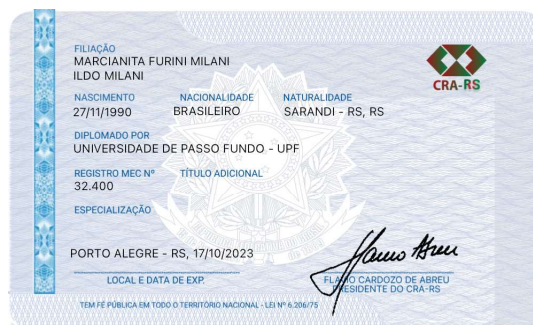 FILIAÇÃO
MARCIANITA FURINI MILANI
ILDO MILANI
CRA-RS
NASCIMENTO NACIONALIDADE NATURALIDADE
27/11/1990 BRASILEIRO SARANDI - RS, RS
DIPLOMADO POR
UNIVERSIDADE DE PASSO FUNDO - UPF
REGISTRO MEC Nº TÍTULO ADICIONAL
32.400
ESPECIALIZAÇÃO
PORTO ALEGRE - RS, 17/10/2023
LOCAL E DATA DE EXP. FLAVIO CARDOZO DE ABREU
PRESIDENTE DO CRA-RS
TEM FÉ PÚBLICA EM TODO O TERRITÓRIO NACIONAL - LEI Nº 6.206/75